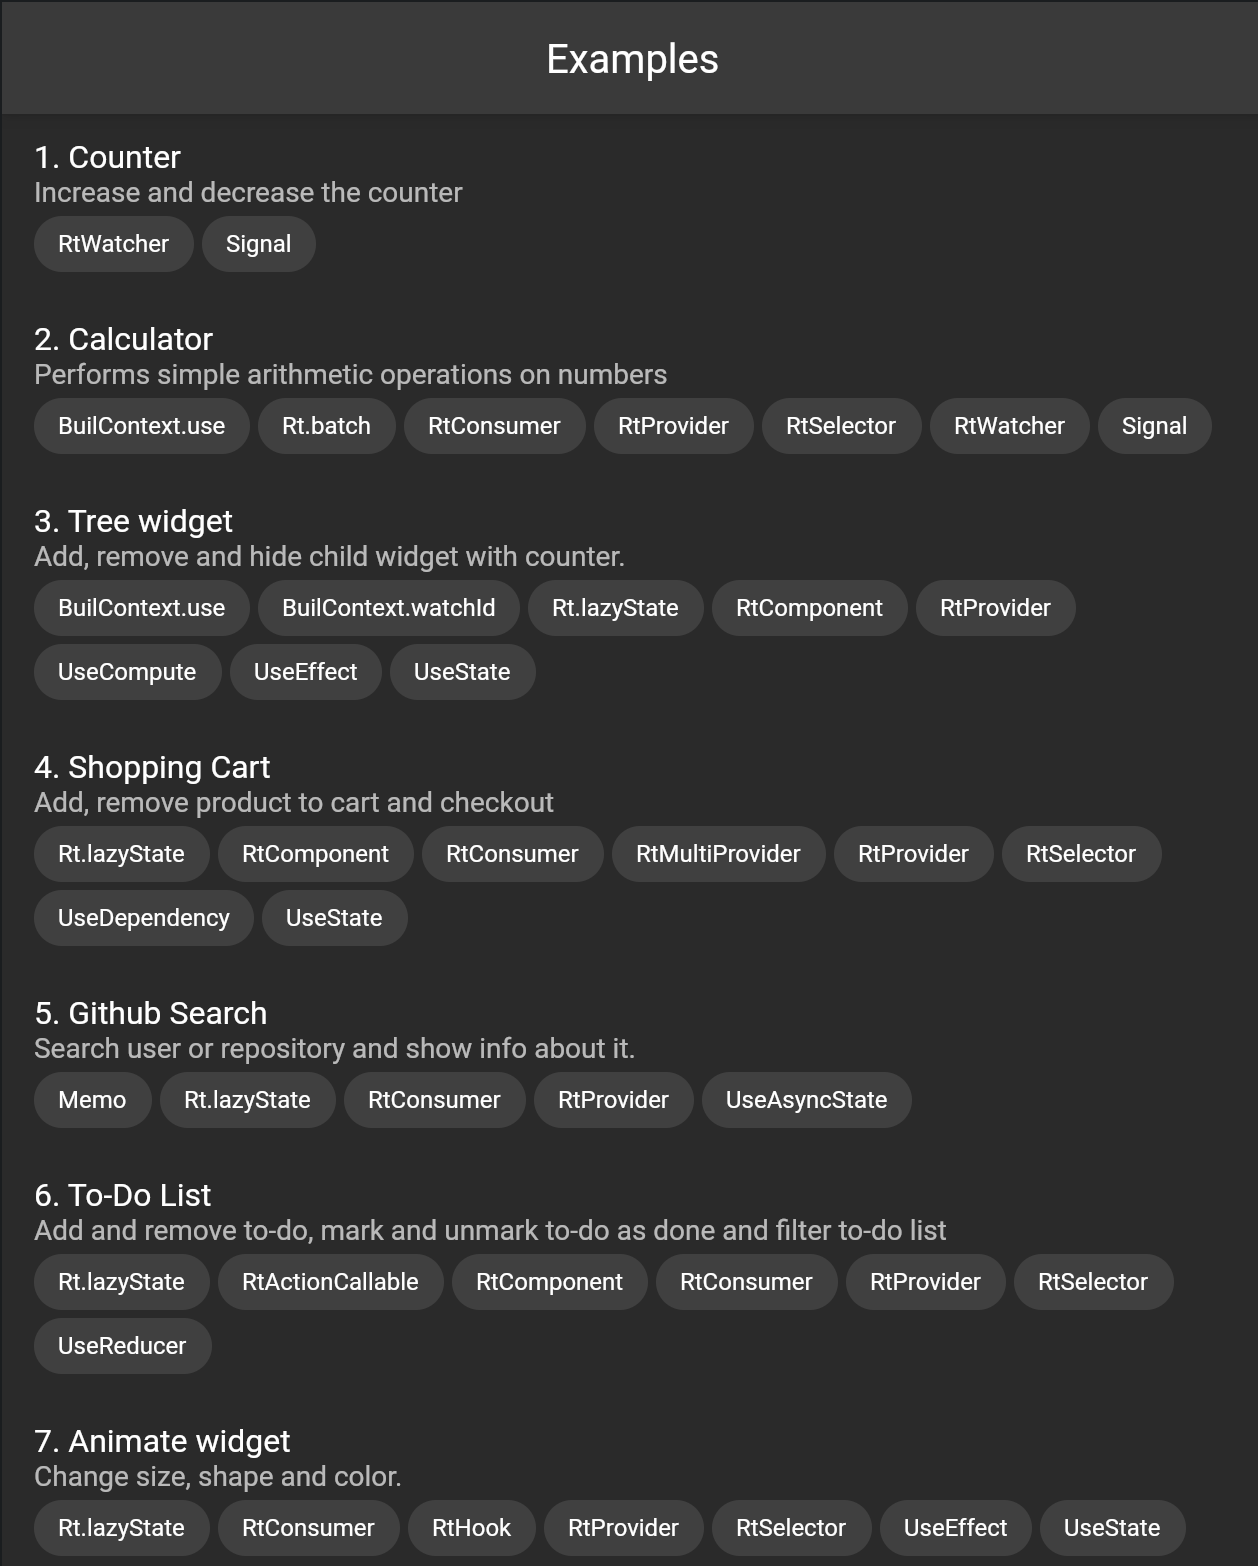 Examples
1. Counter
Increase and decrease the counter
RtWatcher Signal
2. Calculator
Performs simple arithmetic operations on numbers
BuilContext.use Rt.batch RtConsumer RtProvider RtSelector RtWatcher Signal
3. Tree widget
Add, remove and hide child widget with counter.
BuilContext.use BuilContext.watchId Rt.lazyState RtComponent RtProvider
UseCompute UseEffect UseState
4. Shopping Cart
Add, remove product to cart and checkout
Rt.lazyState RtComponent RtConsumer RtMultiProvider RtProvider RtSelector
UseDependency UseState
5. Github Search
Search user or repository and show info about it.
Memo Rt.lazyState RtConsumer RtProvider UseAsyncState
6. To-Do List
Add and remove to-do, mark and unmark to-do as done and filter to-do list
Rt.lazyState RtActionCallable RtComponent RtConsumer RtProvider RtSelector
UseReducer
7. Animate widget
Change size, shape and color.
Rt.lazyState RtConsumer RtHook RtProvider RtSelector UseEffect UseState